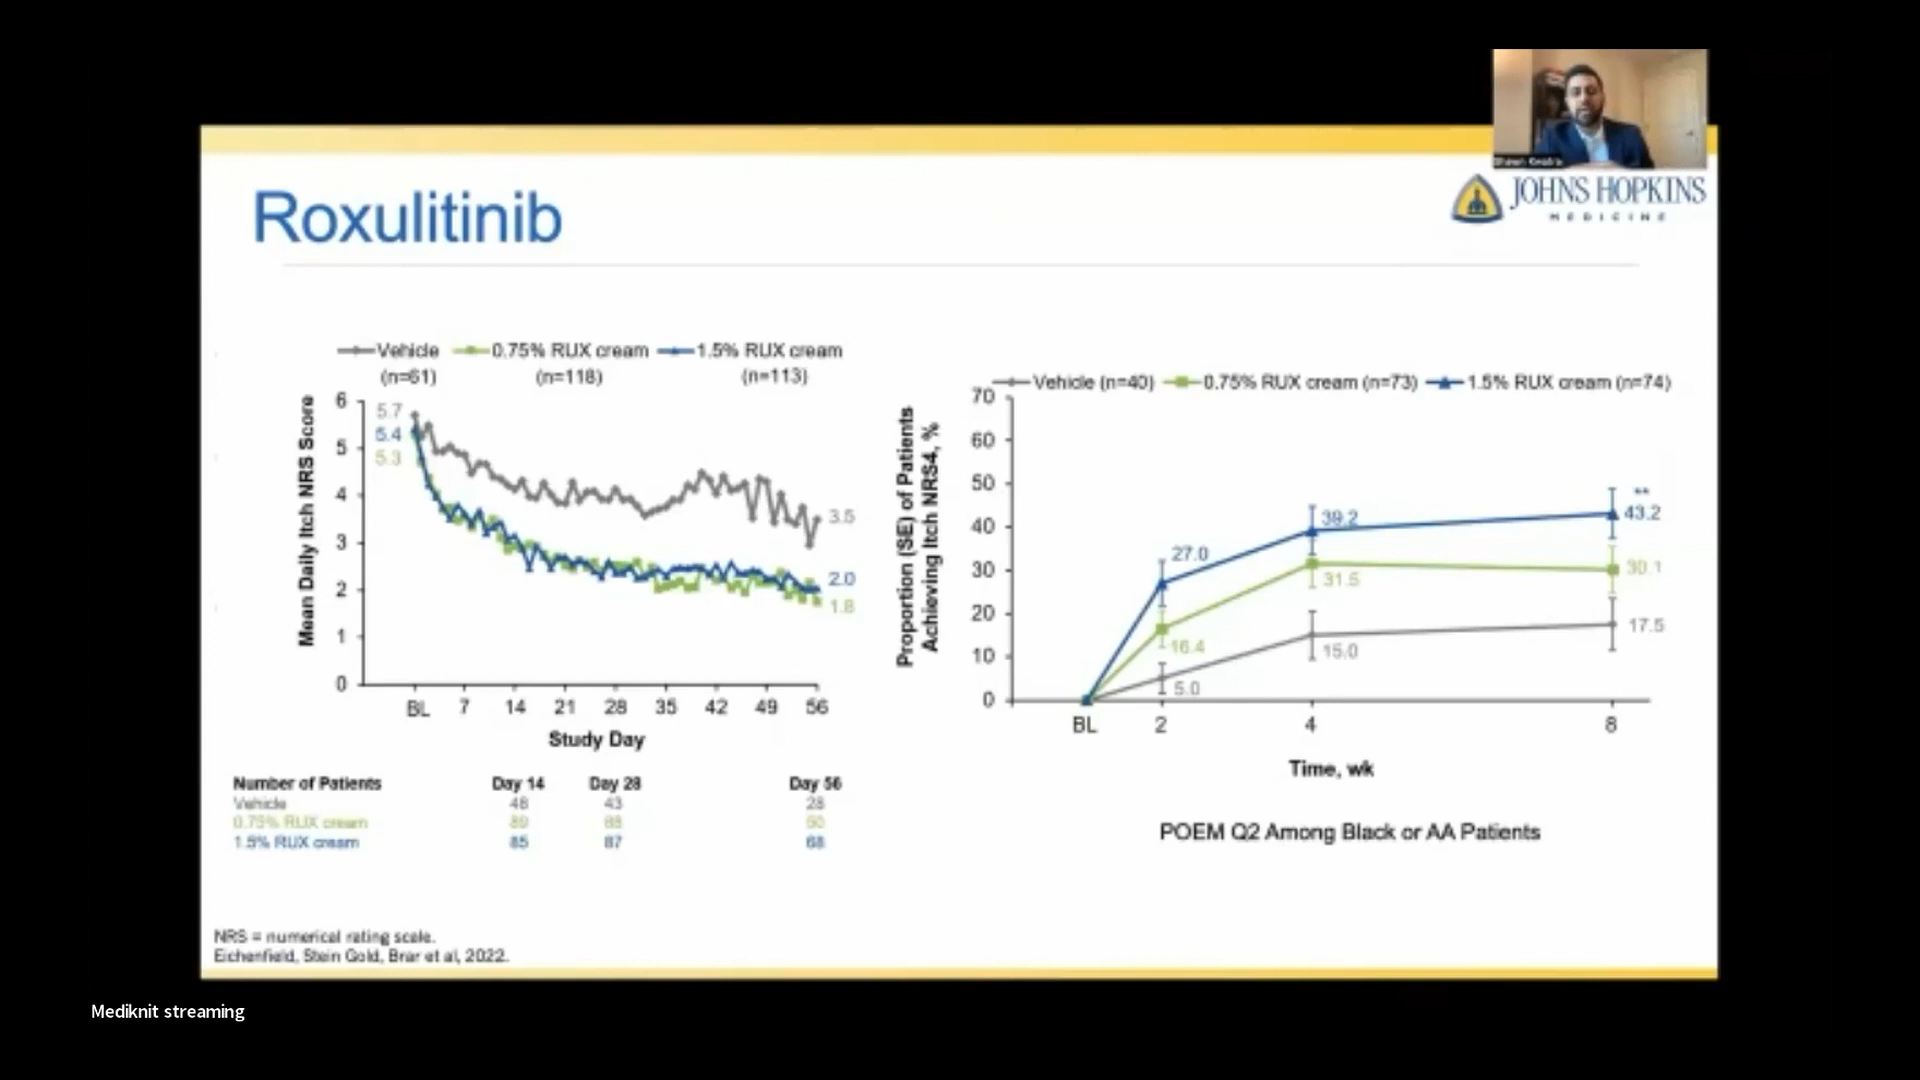 Shawn Kwatra
JOHNS HOPKINS
MEDICINE
Roxulitinib
Vehicle 0.75% RUX cream 1.5% RUX cream
(n=61) (n=118) (n=113)
Mean Daily Itch NRS Score
6
5
4
3
2
1
0
5.7
5.4
5.3
3.5
2.0
1.8
BL 7 14 21 28 35 42 49 56
Study Day
Number of Patients Day 14 Day 28 Day 56
Vehicle 48 43 28
0.75% RUX cream 89 88
1.5% RUX cream 85 87 68
Vehicle (n=40) 0.75% RUX cream (n=73) 1.5% RUX cream (n=74)
Proportion (SE) of Patients
Achieving Itch NRS4, %
70
60
50
40
30
20
10
0
27.0
39.2
**
43.2
16.4
31.5
30.1
5.0
15.0
17.5
BL 2 4 8
Time, wk
POEM Q2 Among Black or AA Patients
NRS = numerical rating scale.
Eichenfield, Stein Gold, Brar et al, 2022.
Mediknit streaming